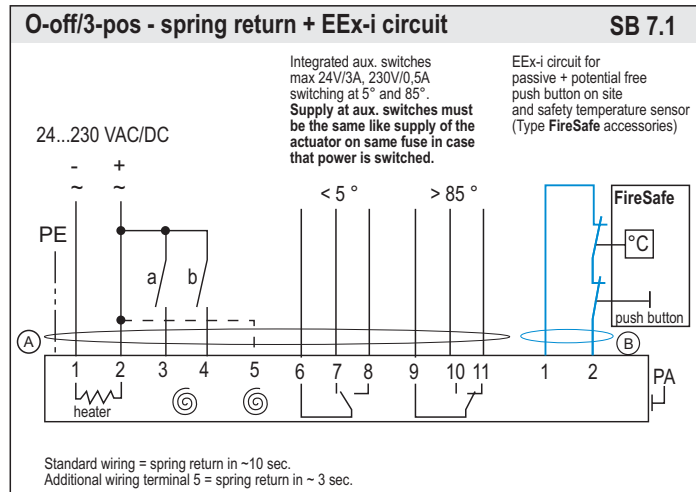 O-off/3-pos - spring return + EEx-i circuit
SB 7.1
Integrated aux. switches
max 24V/3A, 230V/0,5A
switching at 5° and 85°.
Supply at aux. switches must
be the same like supply of the
actuator on same fuse in case
that power is switched.
EEx-i circuit for
passive + potential free
push button on site
and safety temperature sensor
(Type FireSafe accessories)
24...230 VAC/DC
- +
~ ~
< 5 °
> 85 °
FireSafe
PE
°C
a b
push button
A
B
1 2 3 4 5 6 7 8 9 10 11 1 2
PA
heater
Standard wiring = spring return in ~10 sec.
Additional wiring terminal 5 = spring return in ~ 3 sec.